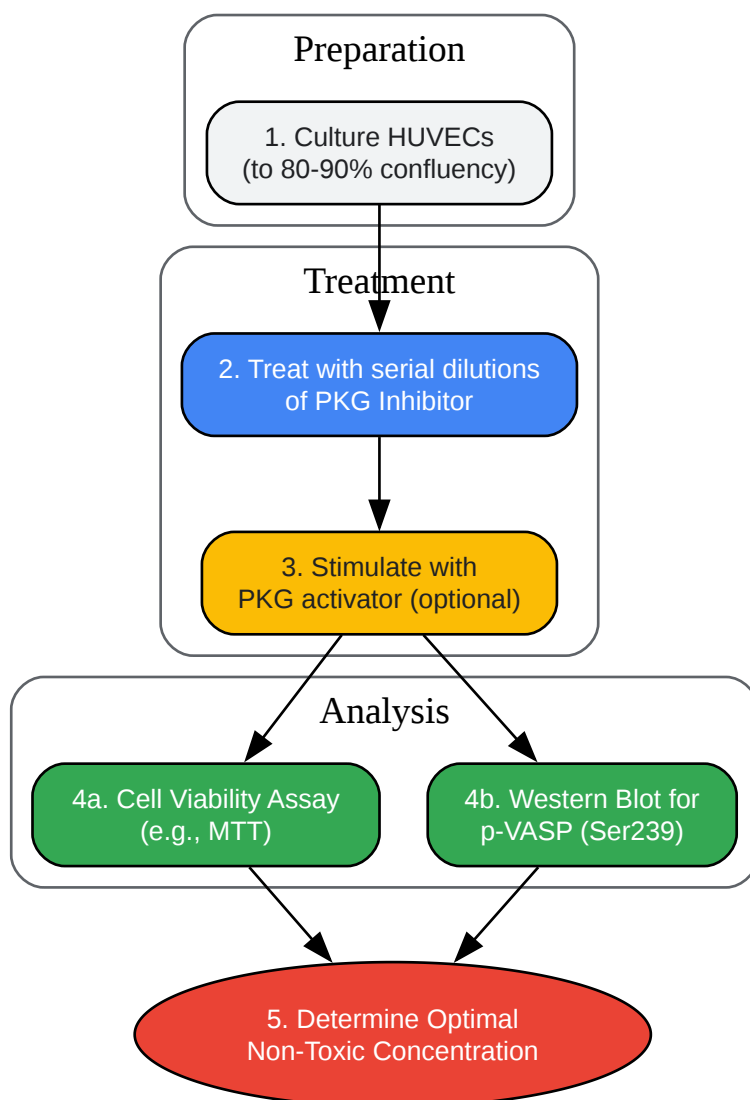 Preparation
1. Culture HUVECs
(to 80-90% confluency)
Treatment
2. Treat with serial dilutions
of PKG Inhibitor
3. Stimulate with
PKG activator (optional)
Analysis
4a. Cell Viability Assay
(e.g., MTT)
4b. Western Blot for
p-VASP (Ser239)
5. Determine Optimal
Non-Toxic Concentration